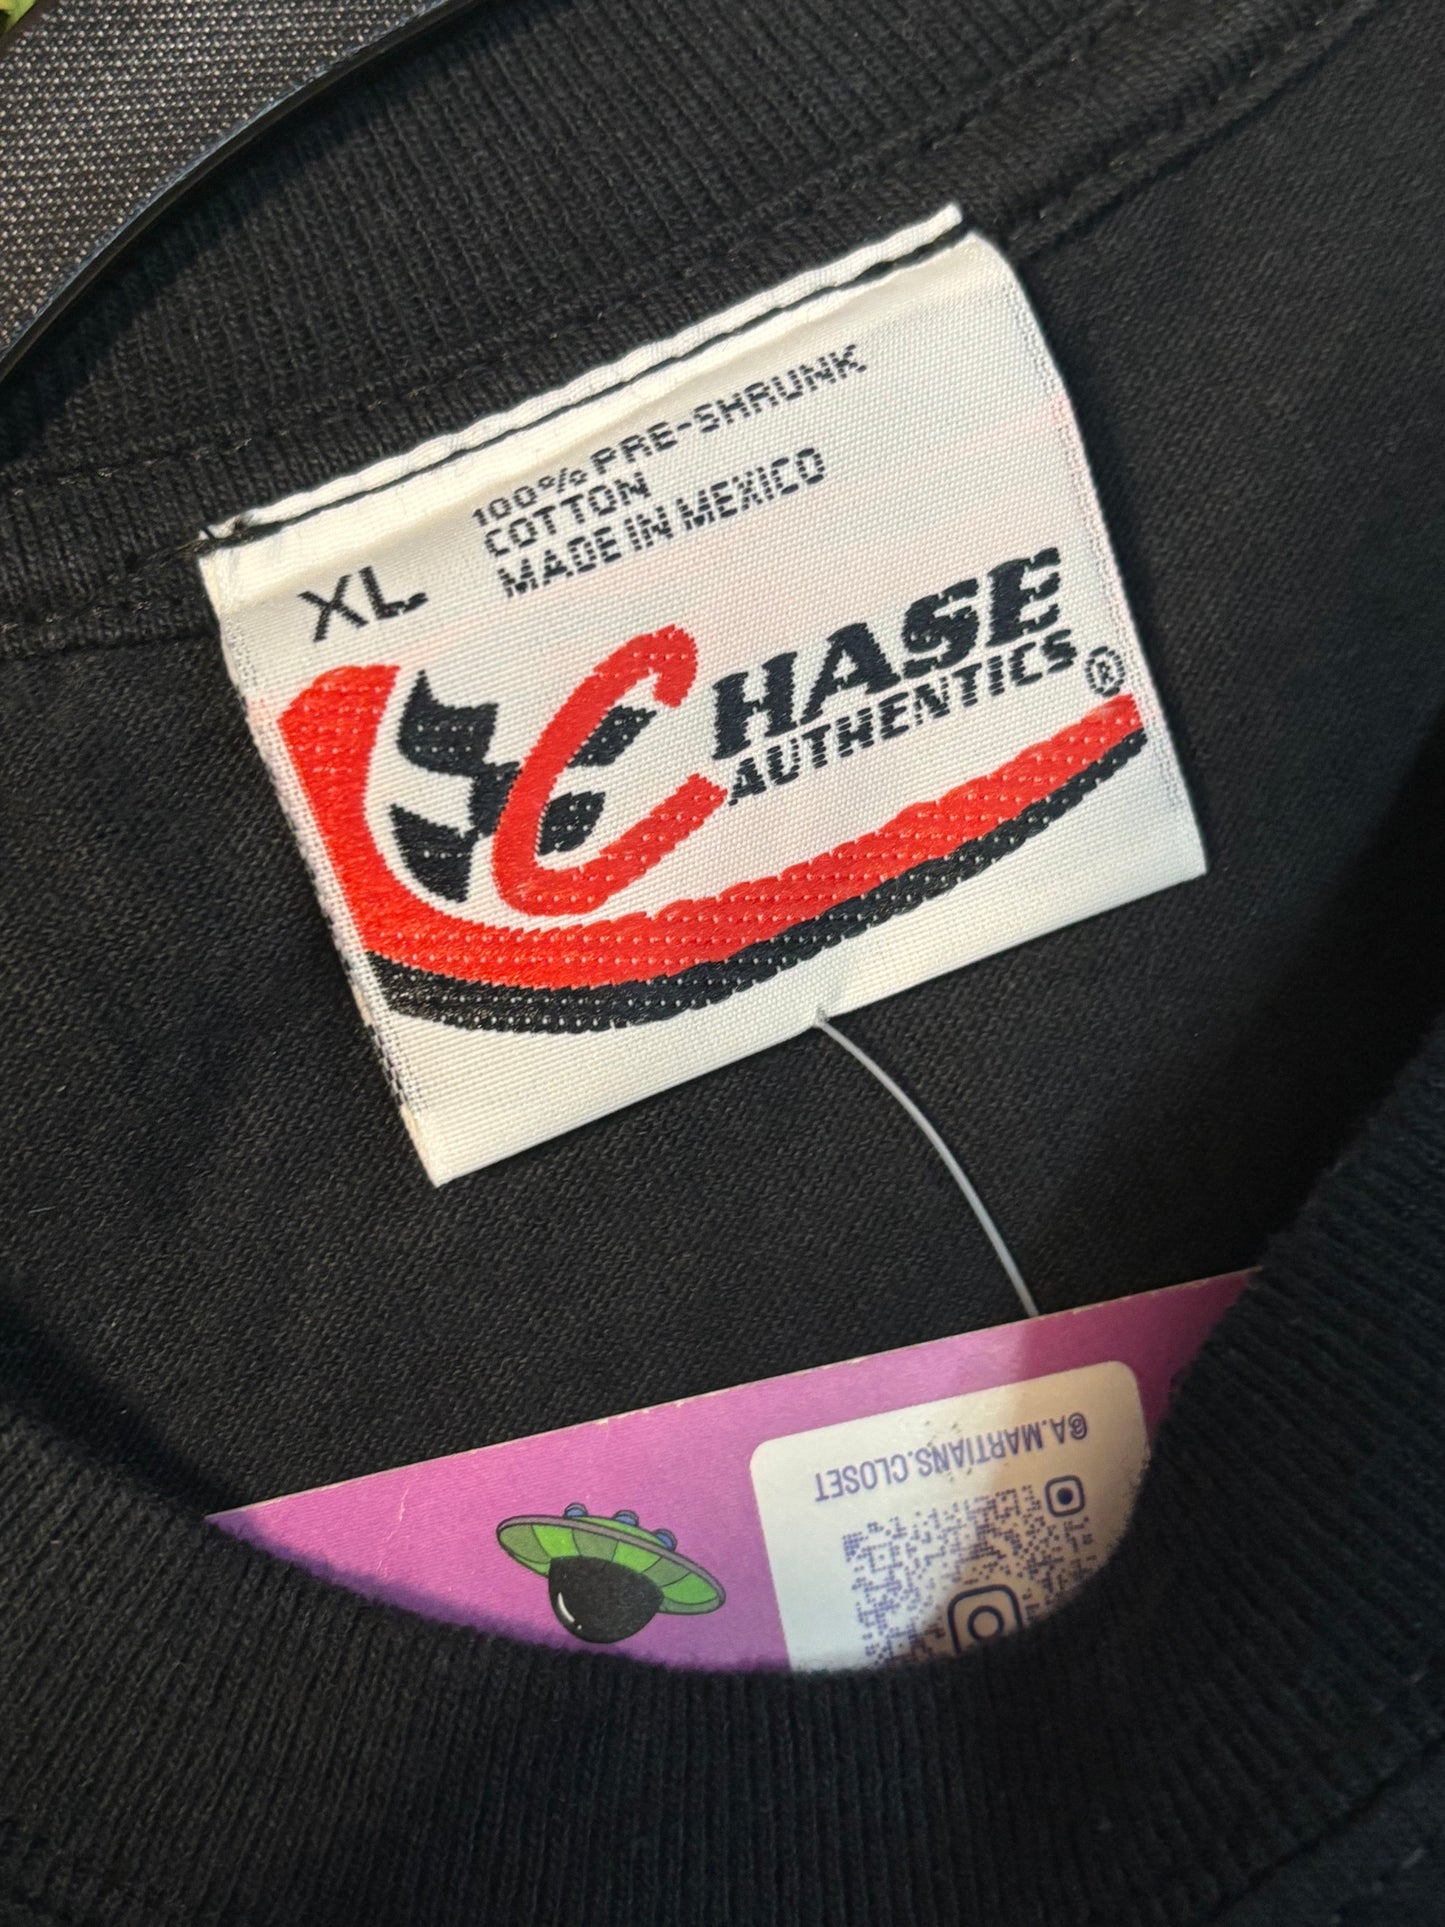 100% PRE-SHRUNK
COTTON
MADE IN MEXICO
XL
C
CHASE
AUTHENTICS®
@A.MARTIANS.CLOSET